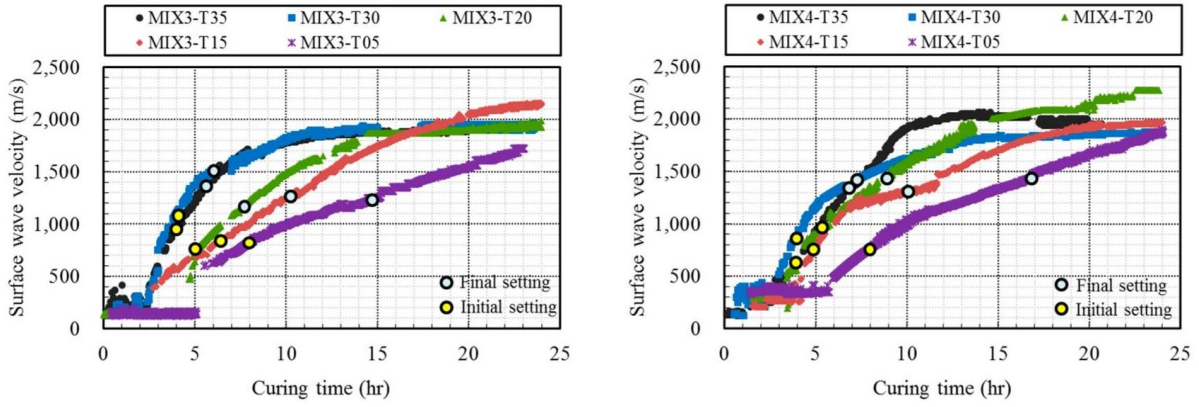 MIX3-T35 MIX3-T30 MIX3-T20
MIX3-T15 MIX3-T05
2,500
2,000
1,500
1,000
500
0
Surface wave velocity (m/s)
Final setting
Initial setting
0 5 10 15 20 25
Curing time (hr)
MIX4-T35 MIX4-T30 MIX4-T20
MIX4-T15 MIX4-T05
2,500
2,000
1,500
1,000
500
0
Surface wave velocity (m/s)
Final setting
Initial setting
0 5 10 15 20 25
Curing time (hr)